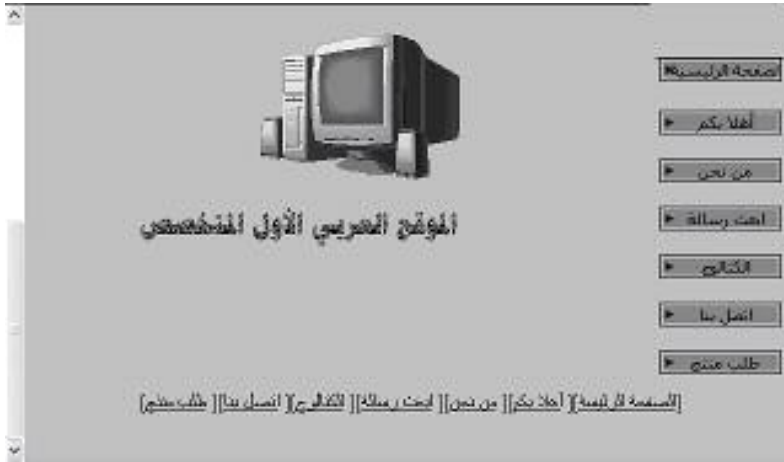 الصفحة الرئيسية
أهلا بكم
من نحن
ابعث رسالة
الكتالوج
اتصل بنا
طلب منتج
الموقع العربي الأول المتخصص
[الصفحة الرئيسية][ أهلا بكم][ من نحن][ ابعث رسالة][ الكتالوج][ اتصل بنا][ طلب منتج]